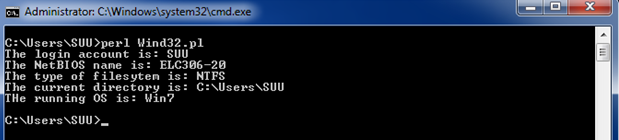 Administrator: C:\Windows\system32\cmd.exe
C:\Users\SUU>perl Wind32.pl
The login account is: SUU
The NetBIOS name is: ELC306-20
The type of filesytem is: NTFS
The current directory is: C:\Users\SUU
THe running OS is: Win7
C:\Users\SUU>_